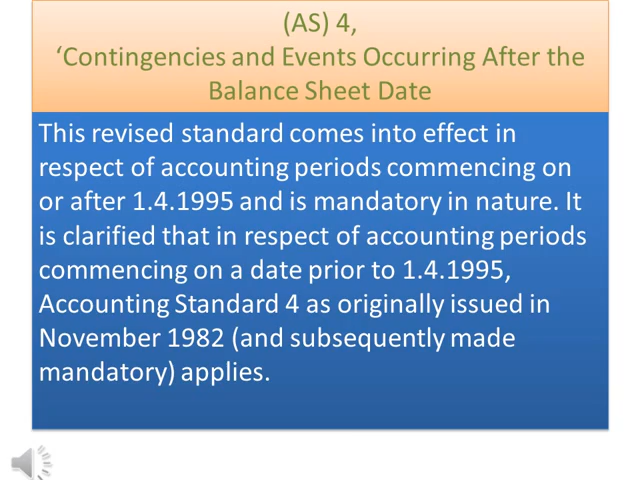 (AS) 4,
‘Contingencies and Events Occurring After the
Balance Sheet Date
This revised standard comes into effect in
respect of accounting periods commencing on
or after 1.4.1995 and is mandatory in nature. It
is clarified that in respect of accounting periods
commencing on a date prior to 1.4.1995,
Accounting Standard 4 as originally issued in
November 1982 (and subsequently made
mandatory) applies.